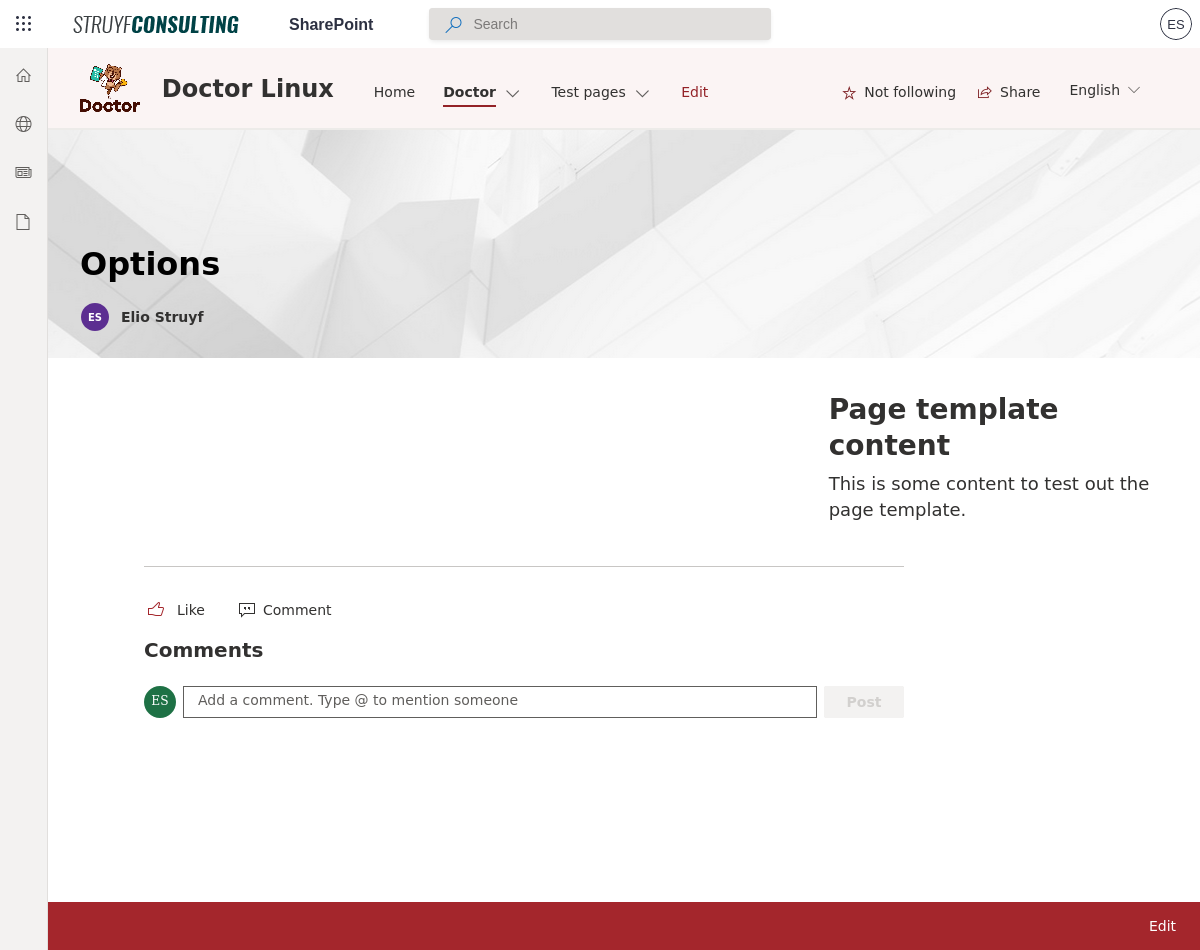 STRUYFCONSULTING SharePoint Search ES
Doctor
Doctor Linux Home Doctor Test pages Edit Not following Share English
Options
ES Elio Struyf
Page template
content
This is some content to test out the
page template.
Like Comment
Comments
ES Add a comment. Type @ to mention someone Post
Edit